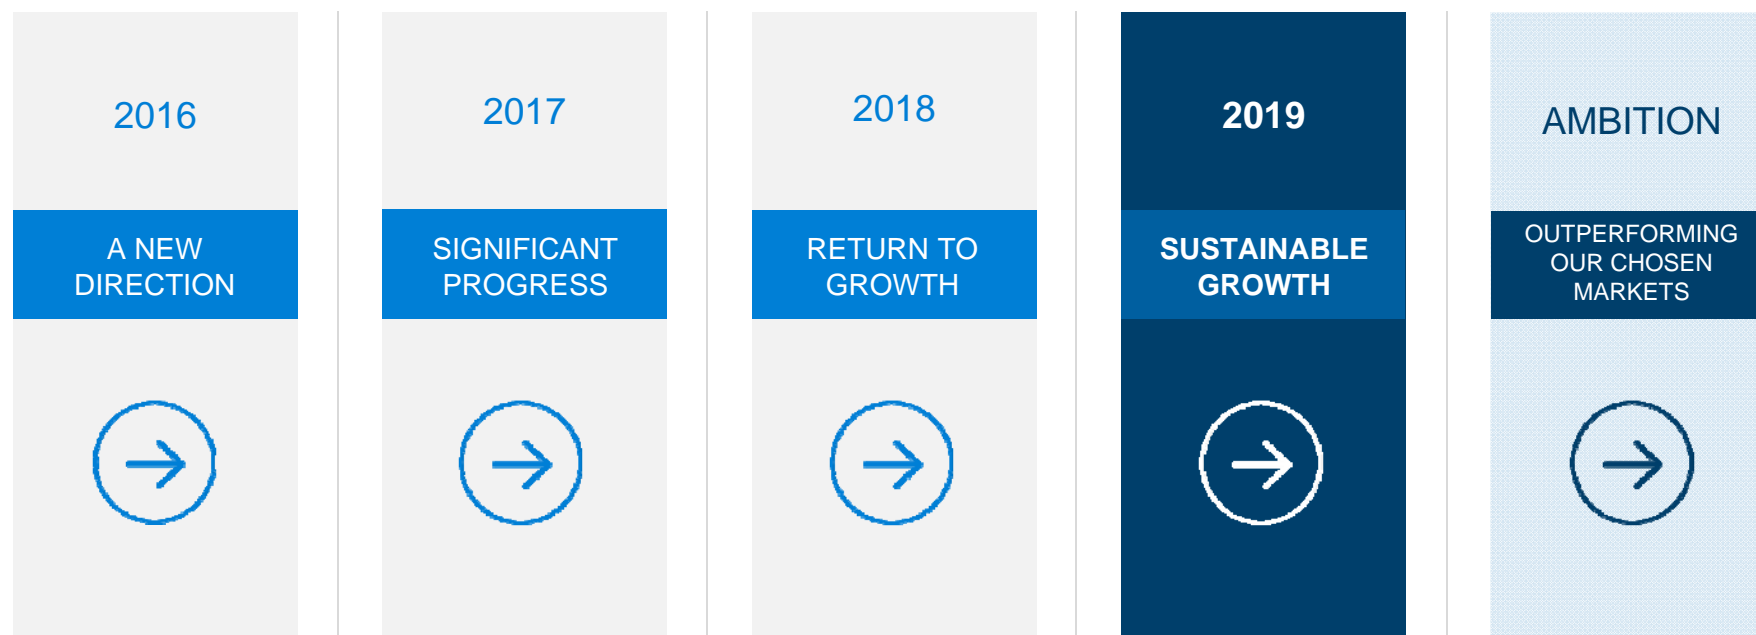 2016
A NEW
DIRECTION
2017
SIGNIFICANT
PROGRESS
2018
RETURN TO
GROWTH
2019
SUSTAINABLE
GROWTH
AMBITION
OUTPERFORMING
OUR CHOSEN
MARKETS